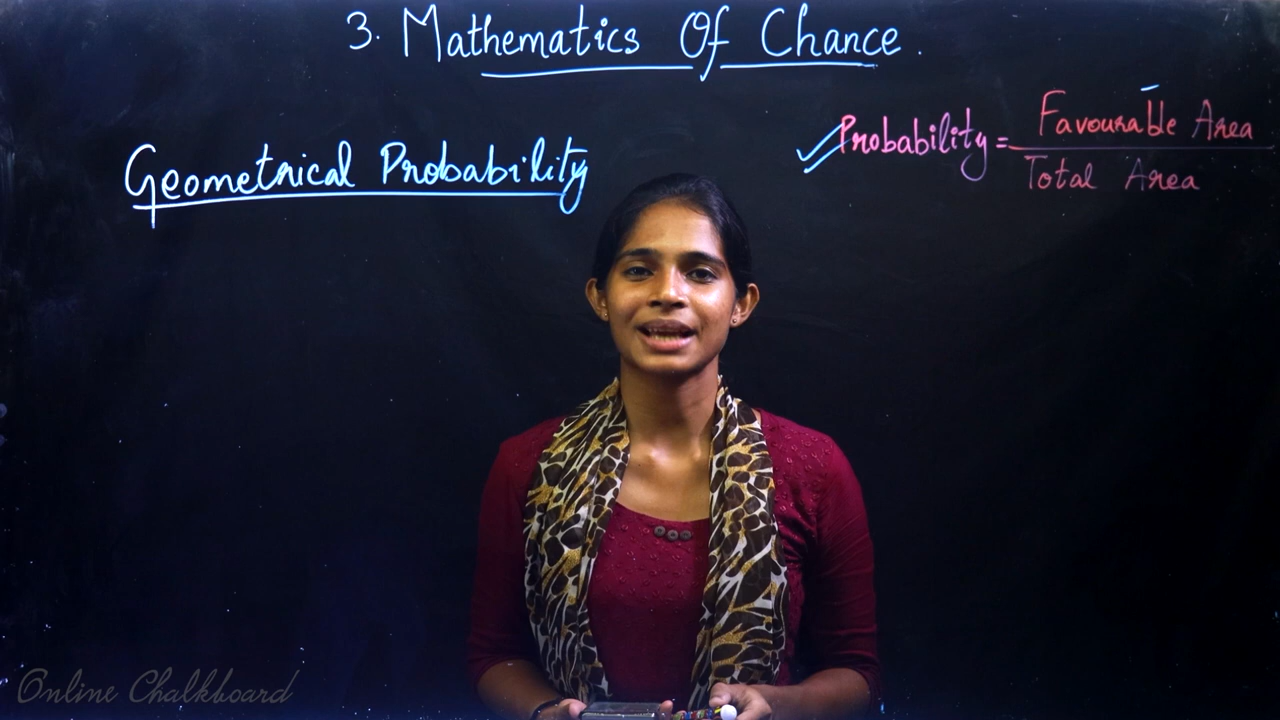 3. Mathematics Of Chance.
Geometrical Probability
Probability = Favourable Area
Total Area
Online Chalkboard